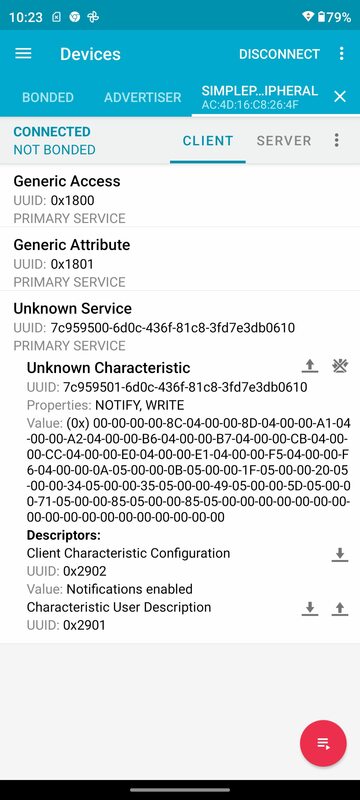 10:23 79%
Devices DISCONNECT
BONDED ADVERTISER SIMPLEP...IPHERAL
AC:4D:16:C8:26:4F
CONNECTED
NOT BONDED CLIENT SERVER
Generic Access
UUID: 0x1800
PRIMARY SERVICE
Generic Attribute
UUID: 0x1801
PRIMARY SERVICE
Unknown Service
UUID: 7c959500-6d0c-436f-81c8-3fd7e3db0610
PRIMARY SERVICE
Unknown Characteristic
UUID: 7c959501-6d0c-436f-81c8-3fd7e3db0610
Properties: NOTIFY, WRITE
Value: (0x) 00-00-00-00-8C-04-00-00-8D-04-00-00-A1-04
-00-00-A2-04-00-00-B6-04-00-00-B7-04-00-00-CB-04-00-
00-CC-04-00-00-E0-04-00-00-E1-04-00-00-F5-04-00-00-F
6-04-00-00-0A-05-00-00-0B-05-00-00-1F-05-00-00-20-05
-00-00-34-05-00-00-35-05-00-00-49-05-00-00-5D-05-00-0
0-71-05-00-00-85-05-00-00-85-05-00-00-00-00-00-00-00-
00-00-00-00-00-00-00-00-00-00-00-00
Descriptors:
Client Characteristic Configuration
UUID: 0x2902
Value: Notifications enabled
Characteristic User Description
UUID: 0x2901